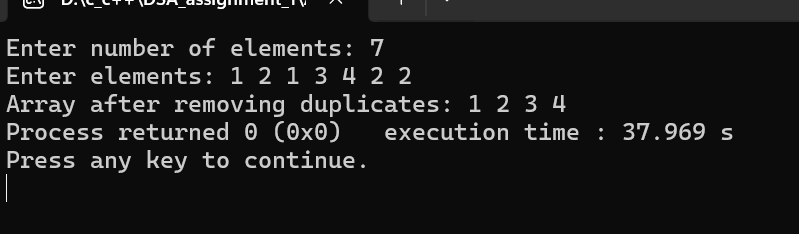 D:\c_c++\DSA_assignment_1\
Enter number of elements: 7
Enter elements: 1 2 1 3 4 2 2
Array after removing duplicates: 1 2 3 4
Process returned 0 (0x0)   execution time : 37.969 s
Press any key to continue.